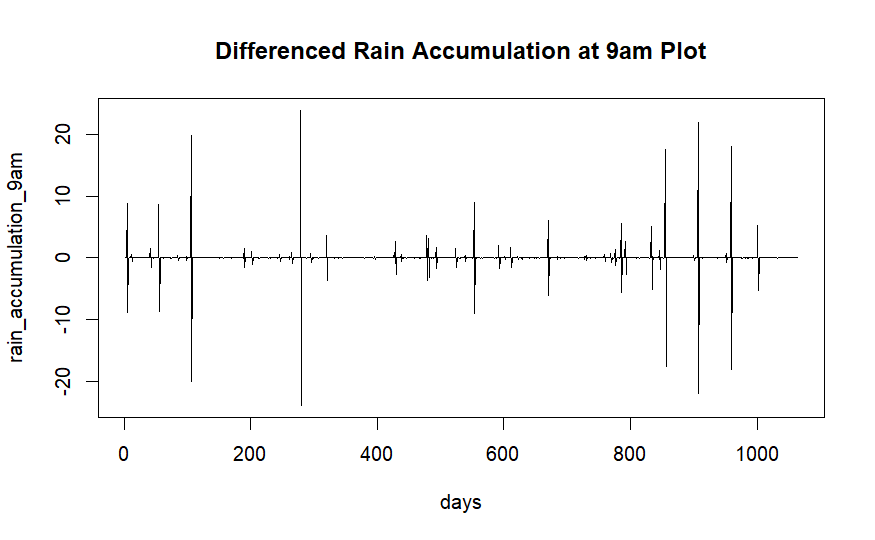 Differenced Rain Accumulation at 9am Plot
rain_accumulation_9am
20
10
0
-10
-20
0 200 400 600 800 1000
days